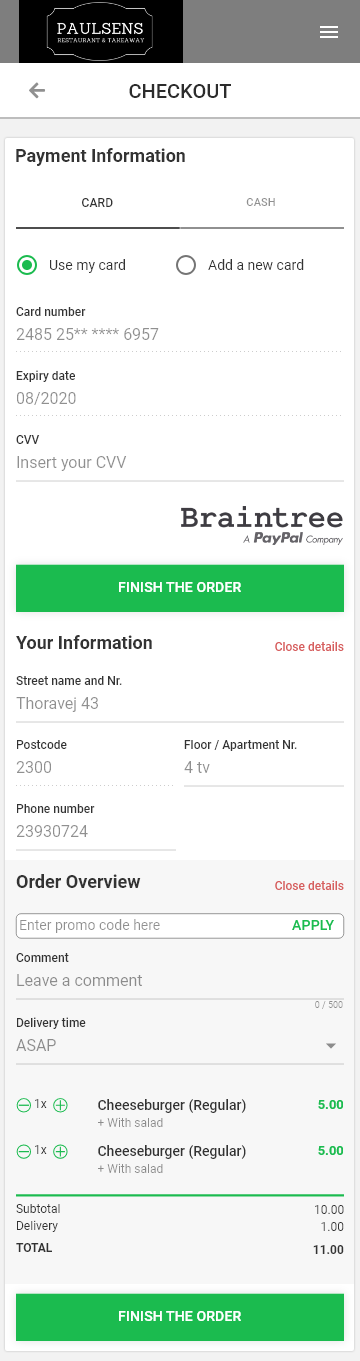 PAULSENS
RESTAURANT & TAKEAWAY
CHECKOUT
Payment Information
CARD
CASH
Use my card
Add a new card
Card number
2485 25** **** 6957
Expiry date
08/2020
CVV
Insert your CVV
Braintree
A PayPal Company
FINISH THE ORDER
Your Information
Close details
Street name and Nr.
Thoravej 43
Postcode
Floor / Apartment Nr.
2300
4 tv
Phone number
23930724
Order Overview
Close details
Enter promo code here
APPLY
Comment
Leave a comment
0 / 500
Delivery time
ASAP
1x
Cheeseburger (Regular)
5.00
+ With salad
1x
Cheeseburger (Regular)
5.00
+ With salad
Subtotal
10.00
Delivery
1.00
TOTAL
11.00
FINISH THE ORDER